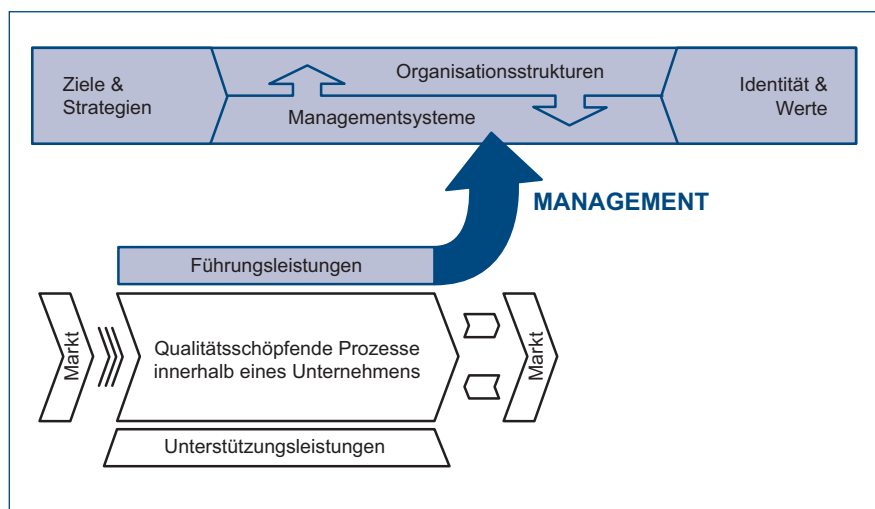 Ziele &
Strategien
Organisationsstrukturen
Managementsysteme
Identität &
Werte
MANAGEMENT
Führungsleistungen
Markt
Qualitätsschöpfende Prozesse
innerhalb eines Unternehmens
Markt
Unterstützungsleistungen